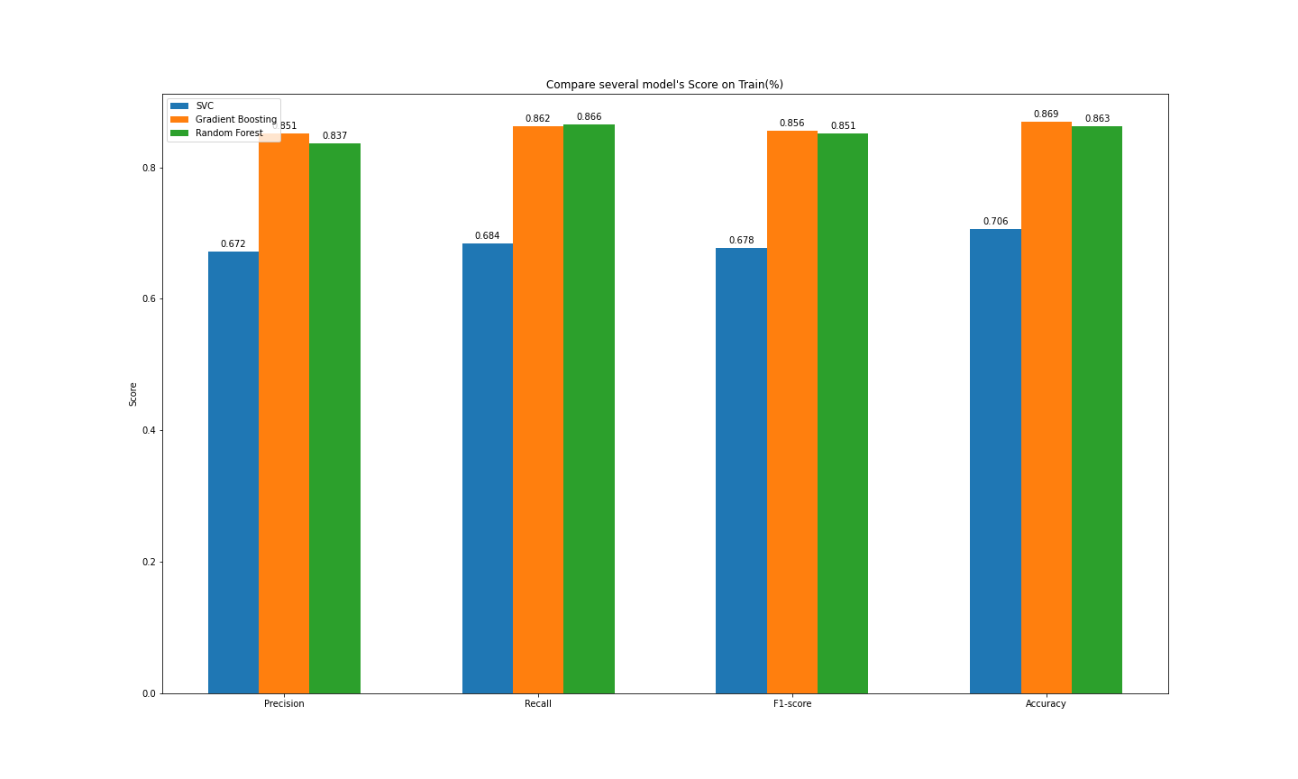 Compare several model's Score on Train(%)
SVC
Gradient Boosting
Random Forest
0.851
0.837
0.862
0.866
0.856
0.851
0.869
0.863
0.672
0.684
0.678
0.706
0.8
0.6
0.4
0.2
0.0
Score
Precision
Recall
F1-score
Accuracy